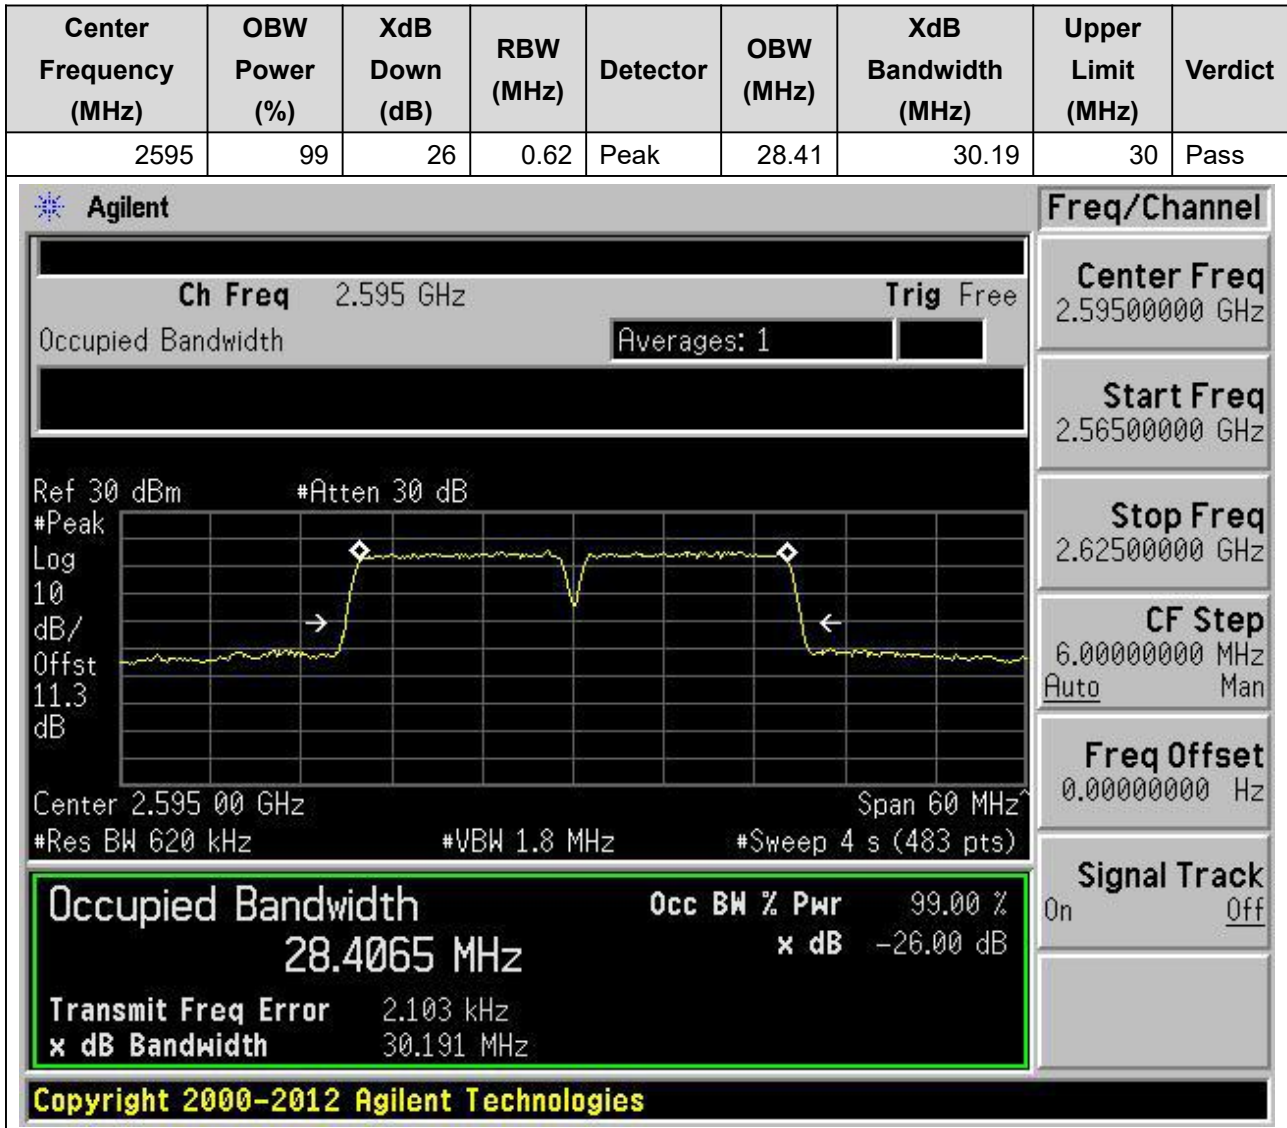 Center Frequency (MHz) OBW Power (%) XdB Down (dB) RBW (MHz) Detector OBW (MHz) XdB Bandwidth (MHz) Upper Limit (MHz) Verdict
2595 99 26 0.62 Peak 28.41 30.19 30 Pass
Agilent
Freq/Channel
Ch Freq 2.595 GHz Trig Free
Occupied Bandwidth Averages: 1
Center Freq
2.59500000 GHz
Start Freq
2.56500000 GHz
Stop Freq
2.62500000 GHz
CF Step
6.00000000 MHz
Auto Man
Freq Offset
0.00000000 Hz
Signal Track
On Off
Ref 30 dBm #Atten 30 dB
#Peak
Log
10
dB/
Offst
11.3
dB
Center 2.595 00 GHz Span 60 MHz^
#Res BW 620 kHz #VBW 1.8 MHz #Sweep 4 s (483 pts)
Occupied Bandwidth Occ BW % Pwr 99.00 %
28.4065 MHz x dB -26.00 dB
Transmit Freq Error 2.103 kHz
x dB Bandwidth 30.191 MHz
Copyright 2000-2012 Agilent Technologies